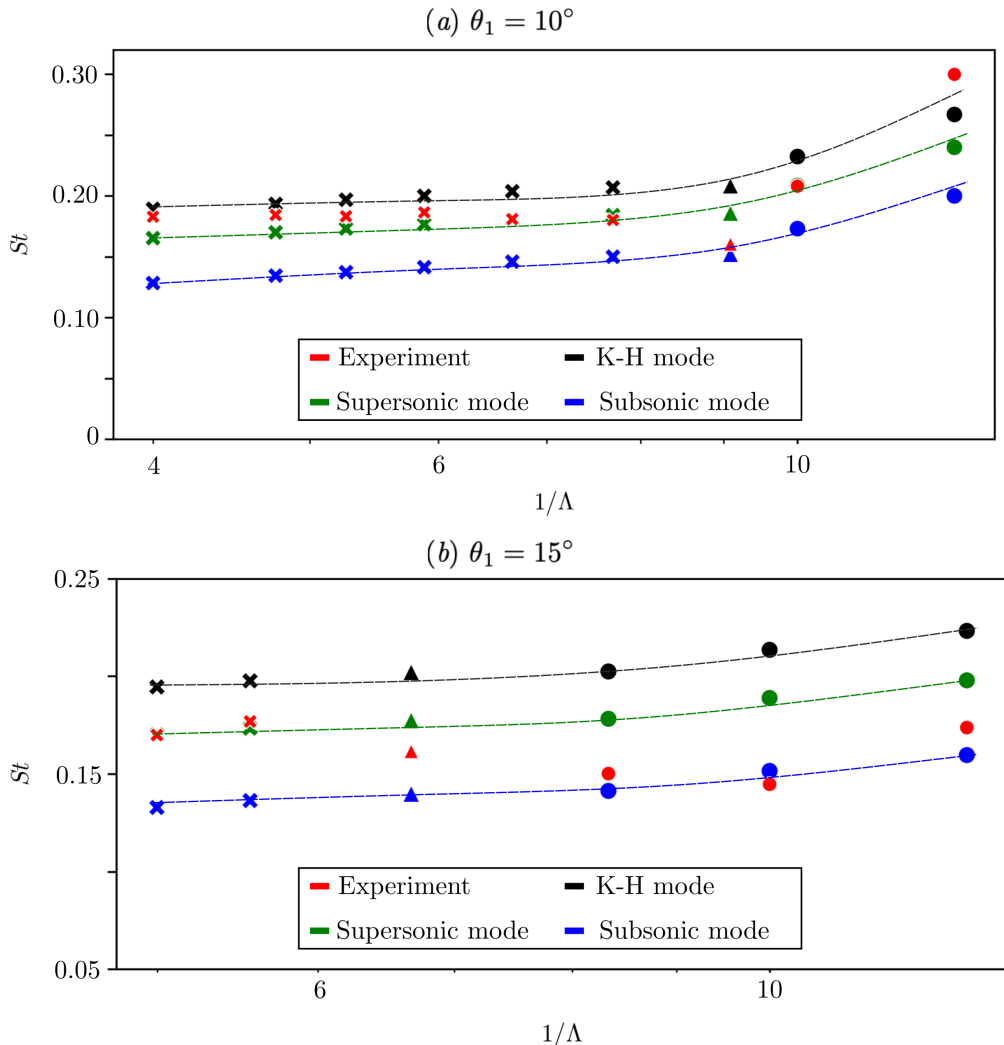 (a) θ₁ = 10°
0.30
0.20
St
0.10
0
Experiment
K-H mode
Supersonic mode
Subsonic mode
4
6
10
1/Λ
(b) θ₁ = 15°
0.25
St
0.15
0.05
Experiment
K-H mode
Supersonic mode
Subsonic mode
6
10
1/Λ